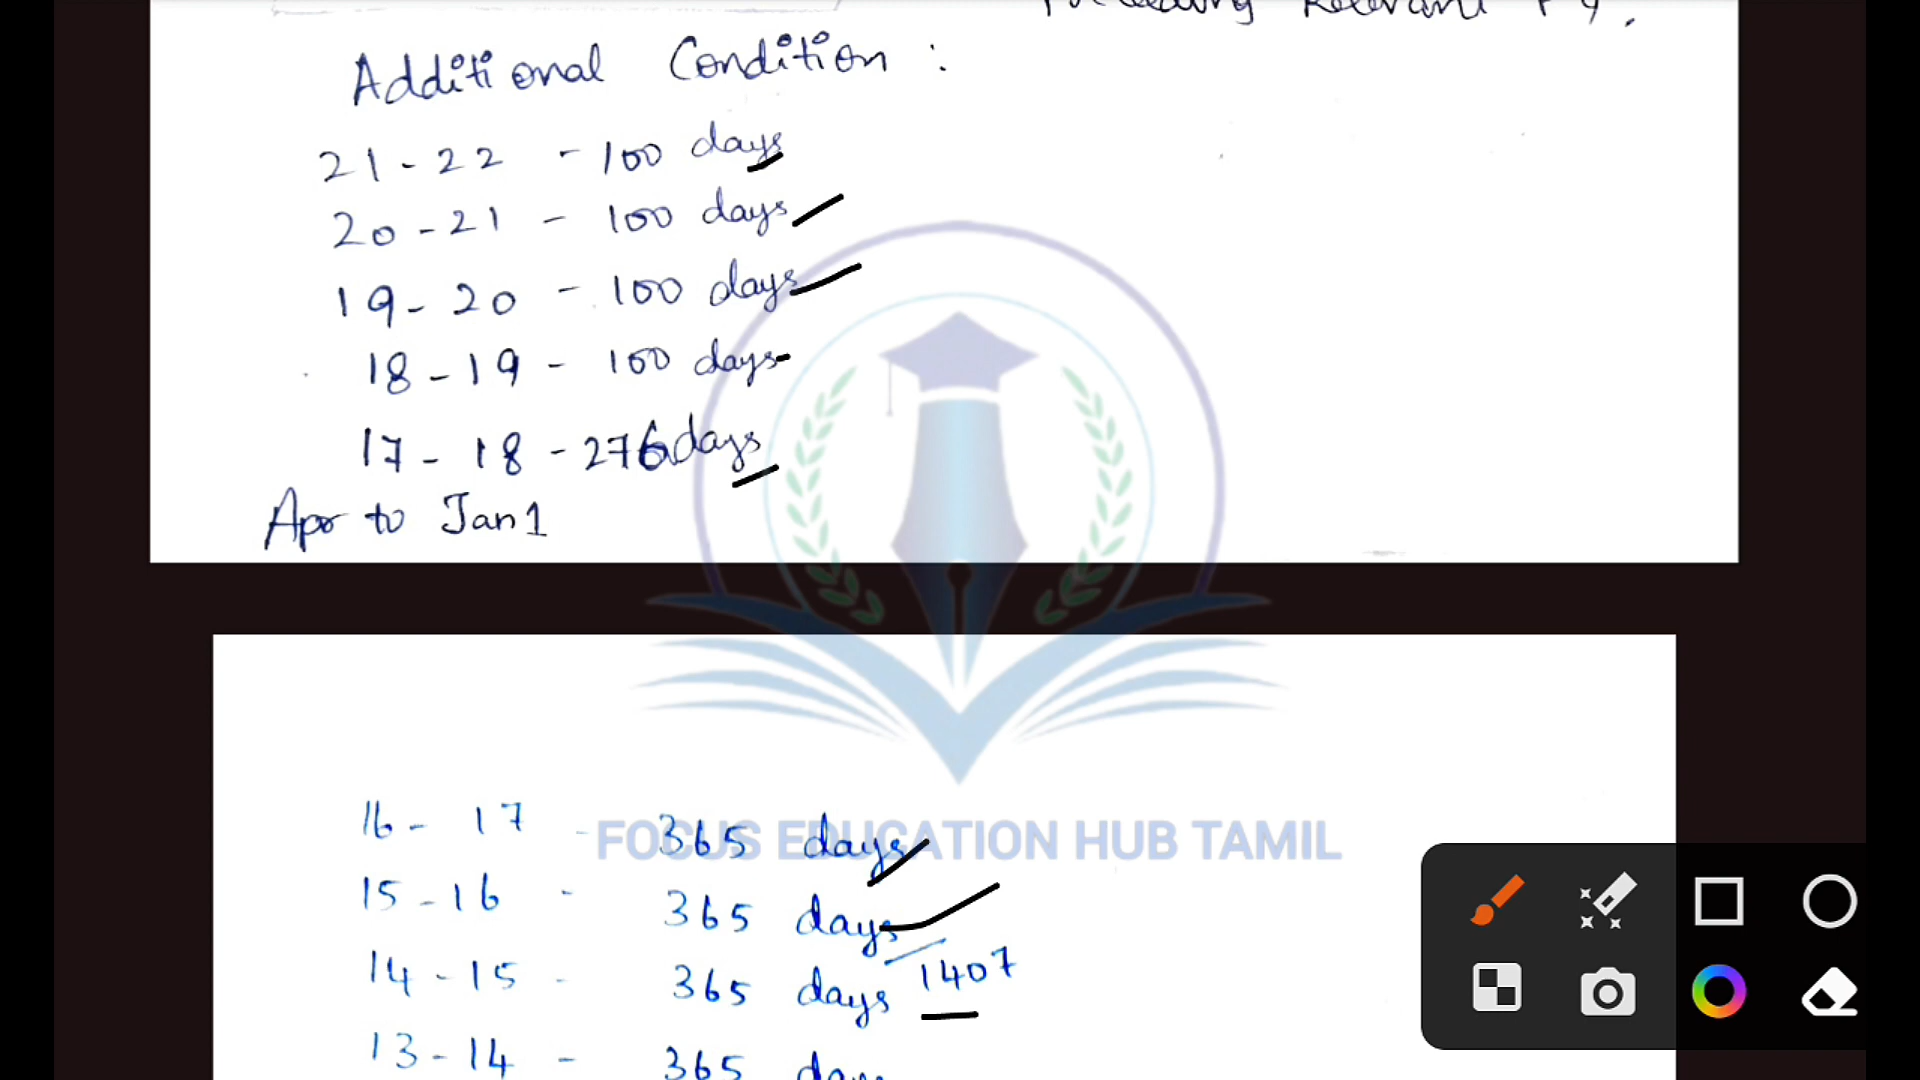 Additional Condition :
21-22 - 100 days
20-21 - 100 days
19-20 - 100 days
18-19 - 100 days
17-18 - 276 days
Apr to Jan 1
16-17 - 365 days
FOCUS EDUCATION HUB TAMIL
15-16 - 365 days
14-15 - 365 days 1407
13-14 - 365 days